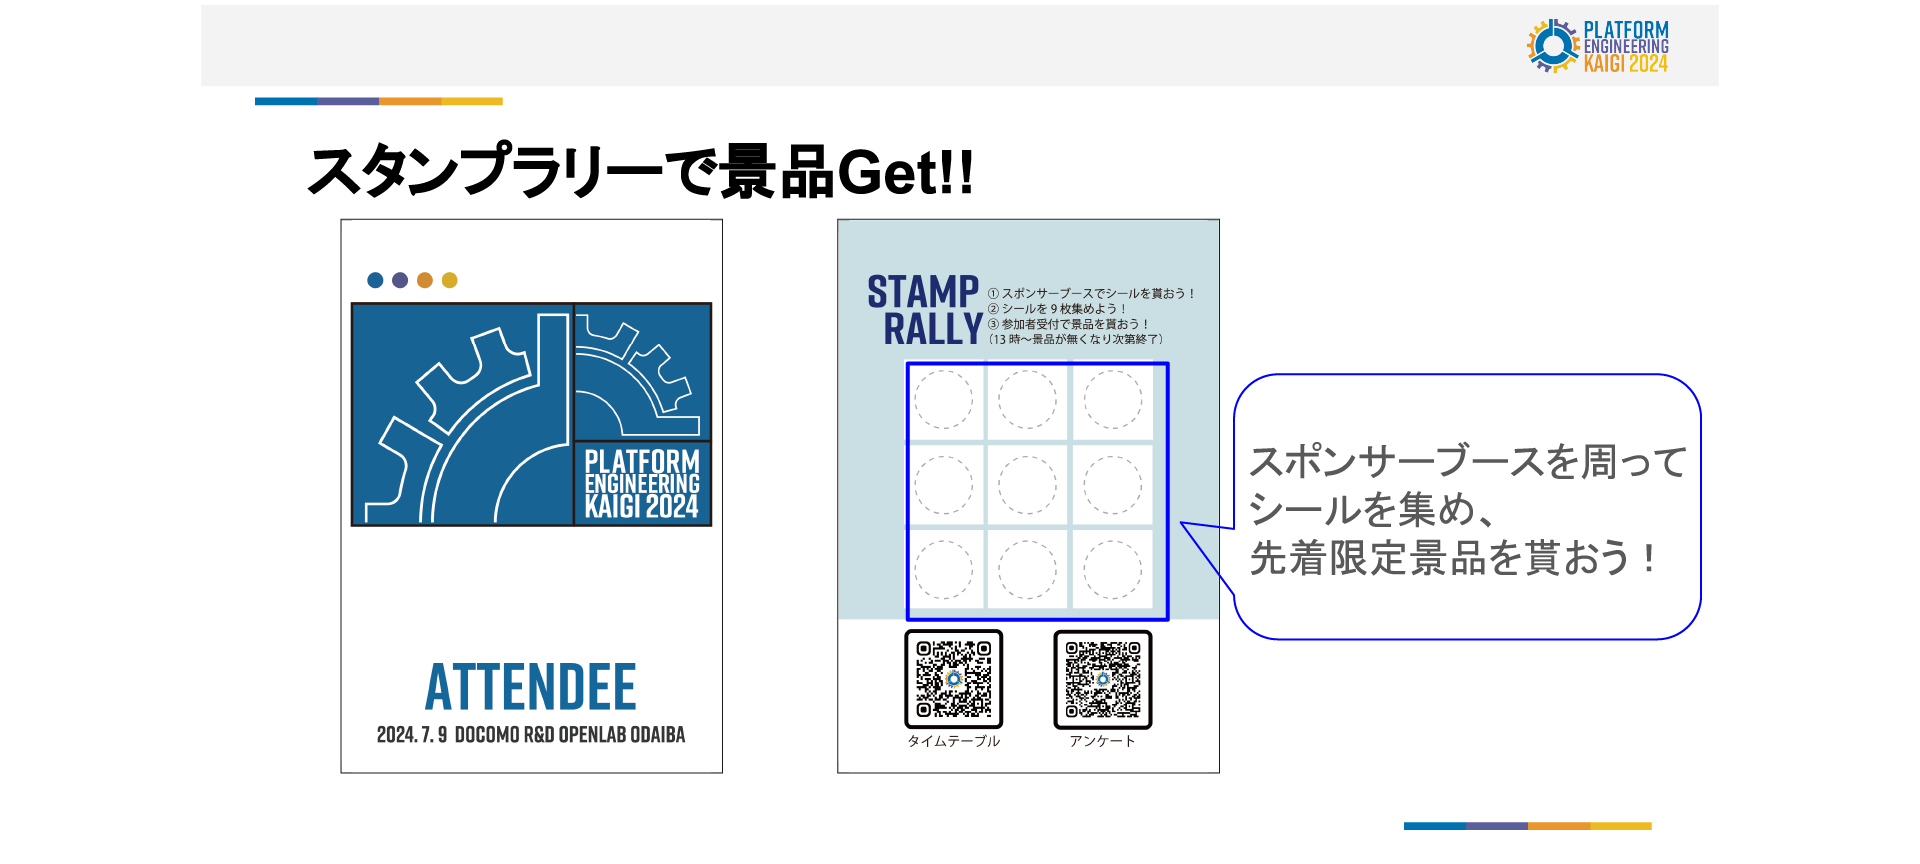 PLATFORM
ENGINEERING
KAIGI 2024
スタンプラリーで景品Get!!
PLATFORM
ENGINEERING
KAIGI 2024
ATTENDEE
2024. 7. 9 DOCOMO R&D OPENLAB ODAIBA
STAMP
RALLY
① スポンサーブースでシールを貰おう！
② シールを 9 枚集めよう！
③ 参加者受付で景品を貰おう！
（13 時～景品が無くなり次第終了）
タイムテーブル
アンケート
スポンサーブースを周って
シールを集め、
先着限定景品を貰おう！